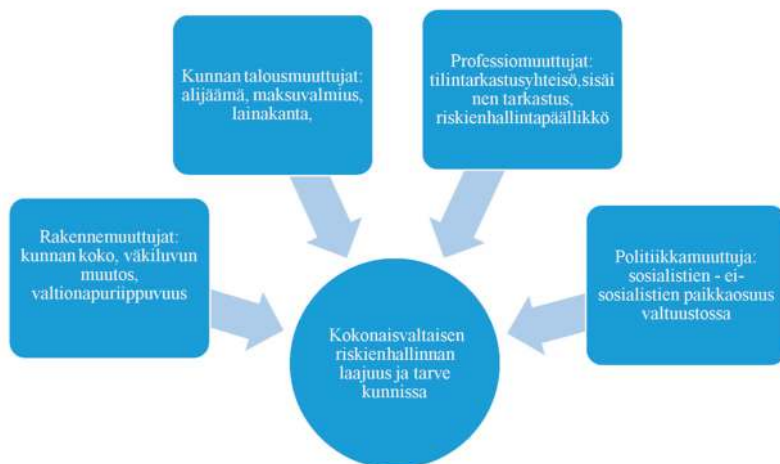 Kunnan talousmuuttujat:
alijäämä, maksuvalmius,
lainakanta,
Professiomuuttujat:
tilintarkastusyhteisö,sisäi
nen tarkastus,
riskienhallintapäällikkö
Rakennemuuttujat:
kunnan koko, väkiluvun
muutos,
valtionapuriippuvuus
Politiikkamuuttuja:
sosialistien - ei-
sosialistien paikkaosuus
valtuustossa
Kokonaisvaltaisen
riskienhallinnan
laajuus ja tarve
kunnissa